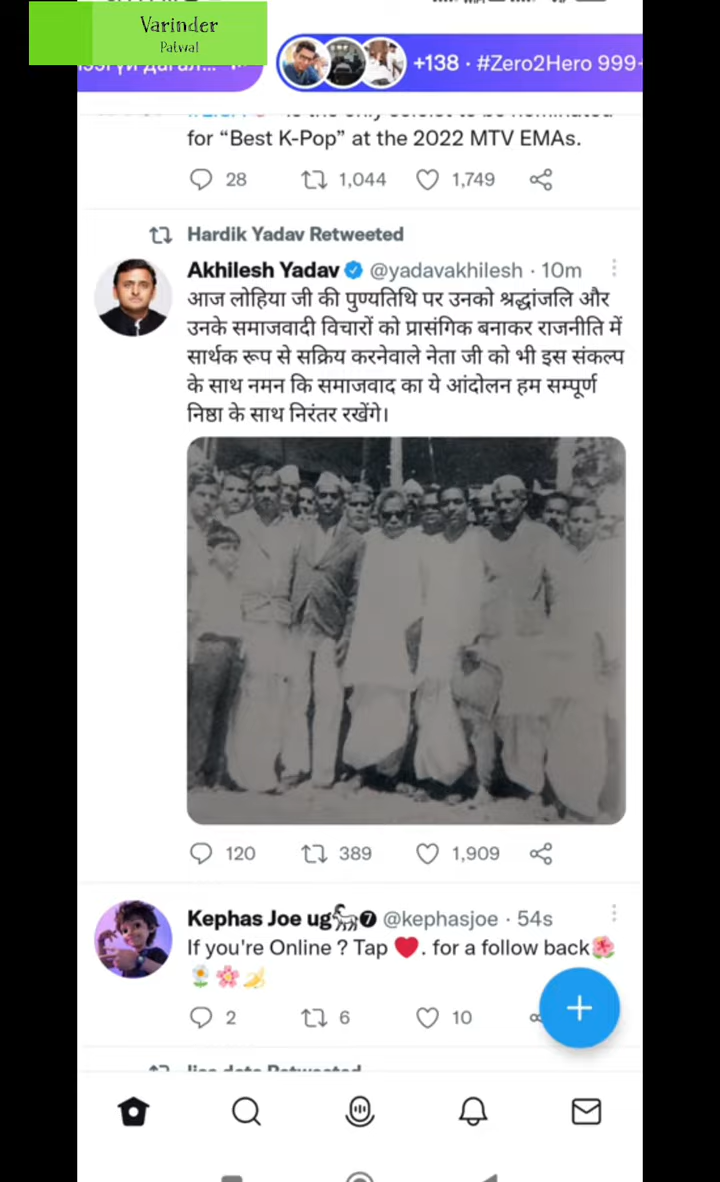 Varinder
Patwal
+138 · #Zero2Hero 999-
for “Best K-Pop” at the 2022 MTV EMAs.
28 1,044 1,749
Hardik Yadav Retweeted
Akhilesh Yadav @yadavakhilesh · 10m
आज लोहिया जी की पुण्यतिथि पर उनको श्रद्धांजलि और
उनके समाजवादी विचारों को प्रासंगिक बनाकर राजनीति में
सार्थक रूप से सक्रिय करनेवाले नेता जी को भी इस संकल्प
के साथ नमन कि समाजवाद का ये आंदोलन हम सम्पूर्ण
निष्ठा के साथ निरंतर रखेंगे।
120 389 1,909
Kephas Joe ug🐎❼ @kephasjoe · 54s
If you're Online ? Tap ❤️. for a follow back🌺
🌼🌸🍌
2 6 10